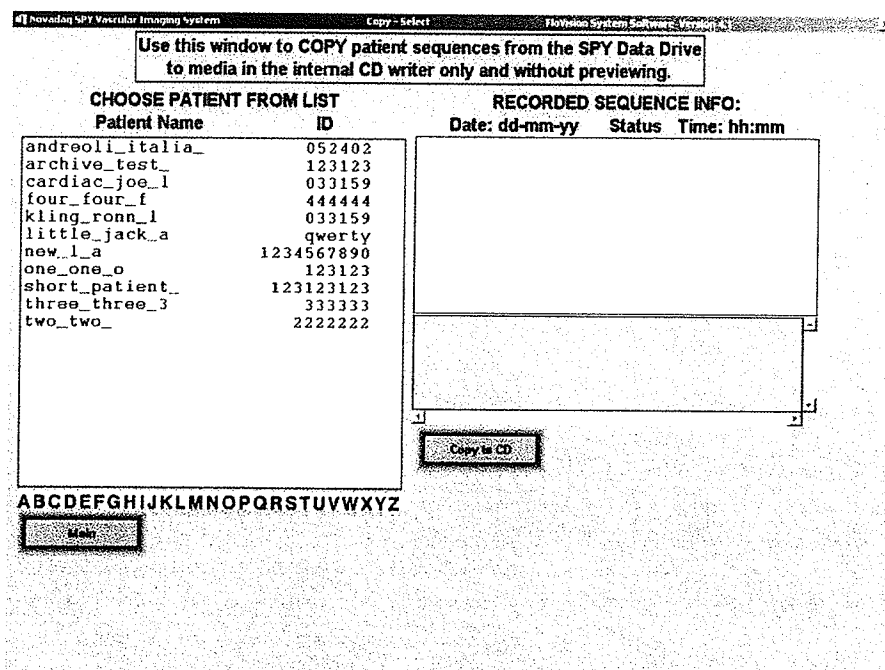 Novadaq SPY Vascular Imaging System Copy - Select FloVision System Software Version
Use this window to COPY patient sequences from the SPY Data Drive
to media in the internal CD writer only and without previewing.
CHOOSE PATIENT FROM LIST
Patient Name ID
andreoli_italia_ 052402
archive_test_ 123123
cardiac_joe_l 033159
four_four_f 444444
kling_ronn_l 033159
little_jack_a qwerty
new_l_a 1234567890
one_one_o 123123
short_patient_ 123123123
three_three_3 333333
two_two_ 2222222
ABCDEFGHIJKLMNOPQRSTUVWXYZ
Main
RECORDED SEQUENCE INFO:
Date: dd-mm-yy Status Time: hh:mm
Copy to CD